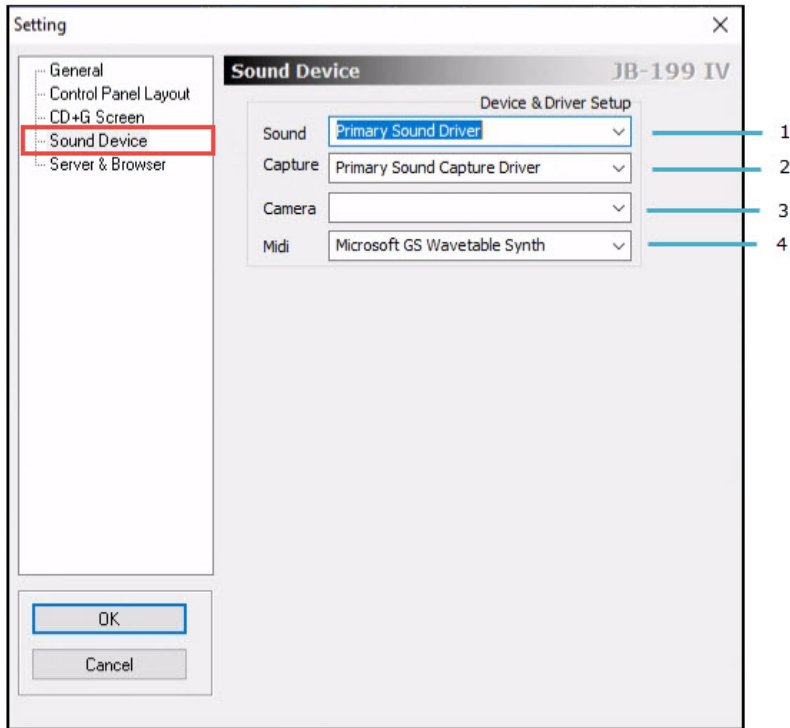 Setting
General
Control Panel Layout
CD+G Screen
Sound Device
Server & Browser
Sound Device JB-199 IV
Device & Driver Setup
Sound Primary Sound Driver 1
Capture Primary Sound Capture Driver 2
Camera 3
Midi Microsoft GS Wavetable Synth 4
OK
Cancel